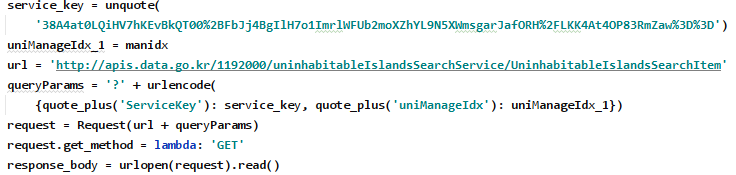 service_key = unquote(
'38A4at0LQiHV7hKEvBkQT00%2BFbJj4BgIlH7o1ImrlWFUb2moXZhYL9N5XWmsgarJafORH%2FLKK4At4OP83RmZaw%3D%3D')
uniManageIdx_1 = manidx
url = 'http://apis.data.go.kr/1192000/uninhabitableIslandsSearchService/UninhabitableIslandsSearchItem'
queryParams = '?' + urlencode(
{quote_plus('ServiceKey'): service_key, quote_plus('uniManageIdx'): uniManageIdx_1})
request = Request(url + queryParams)
request.get_method = lambda: 'GET'
response_body = urlopen(request).read()